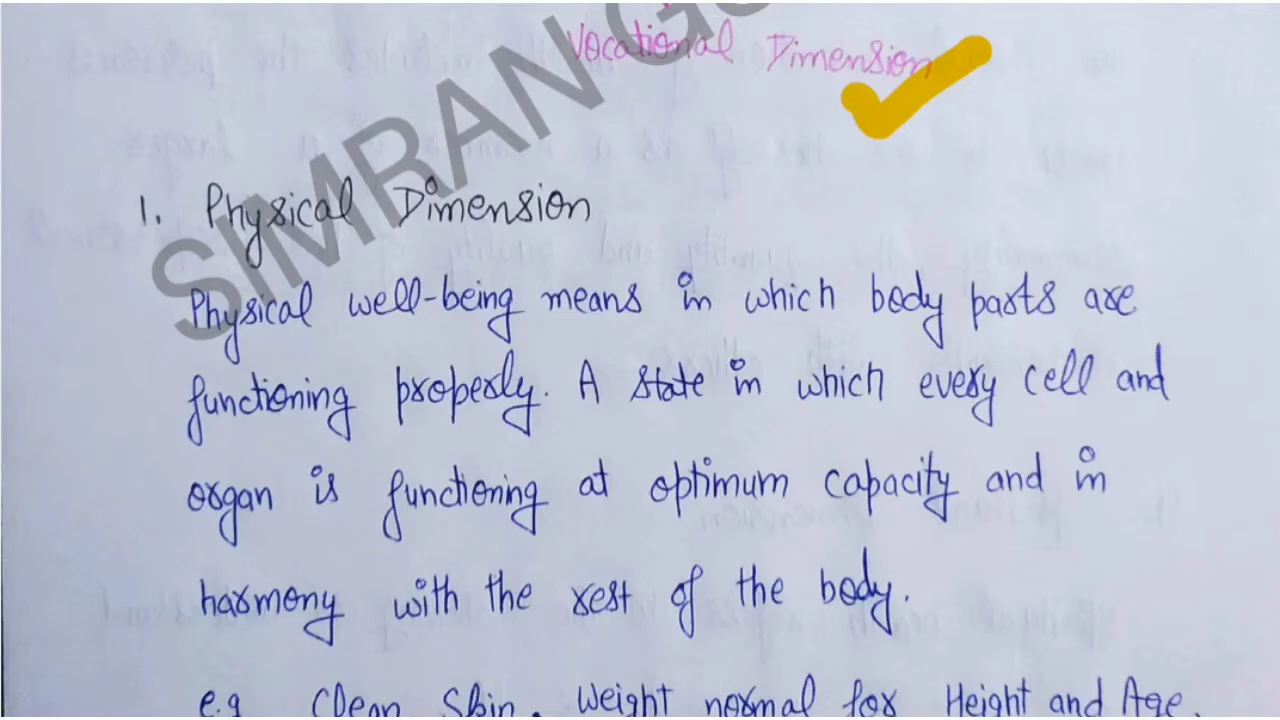 Vocational Dimension
SIMRAN
1. Physical Dimension
Physical well-being means in which body parts are
functioning properly. A state in which every cell and
organ is functioning at optimum capacity and in
harmony with the rest of the body.
e.g Clean Skin, Weight normal for Height and Age.